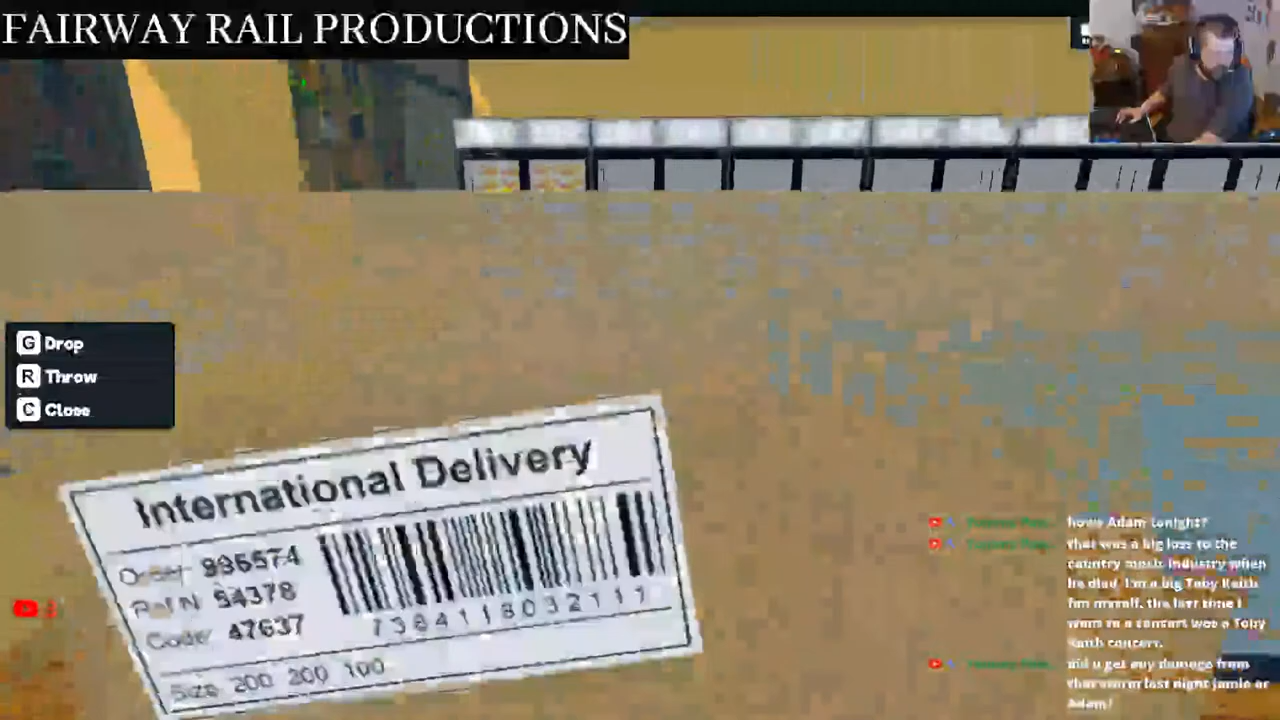 FAIRWAY RAIL PRODUCTIONS
G Drop
R Throw
C Close
International Delivery
Order 936574
Ref N 54378
Code 47637
7384118032111
Size 200 200 100
hows Adam tonight?
that was a big loss to the
country music industry when
he died. I'm a big Toby Keith
fan myself. the last time I
went to a concert was a Toby
Keith concert.
did u get any damage from
that storm last night Jamie or
Adam?